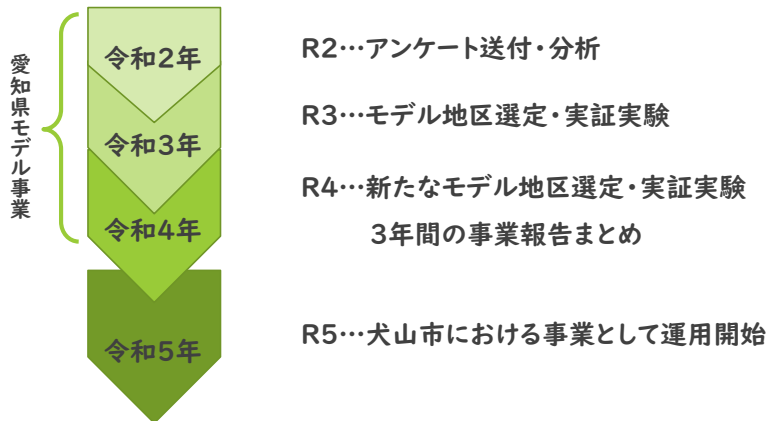 愛知県モデル事業
令和2年
R2…アンケート送付・分析
令和3年
R3…モデル地区選定・実証実験
令和4年
R4…新たなモデル地区選定・実証実験
3年間の事業報告まとめ
令和5年
R5…犬山市における事業として運用開始